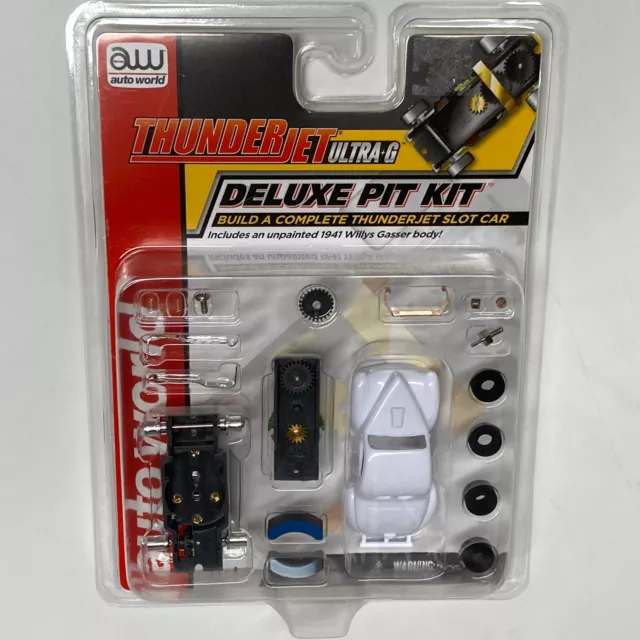 aw
auto world
THUNDERJET ULTRA-G
DELUXE PIT KIT™
BUILD A COMPLETE THUNDERJET SLOT CAR
Includes an unpainted 1941 Willys Gasser body!
auto world
WARNING: